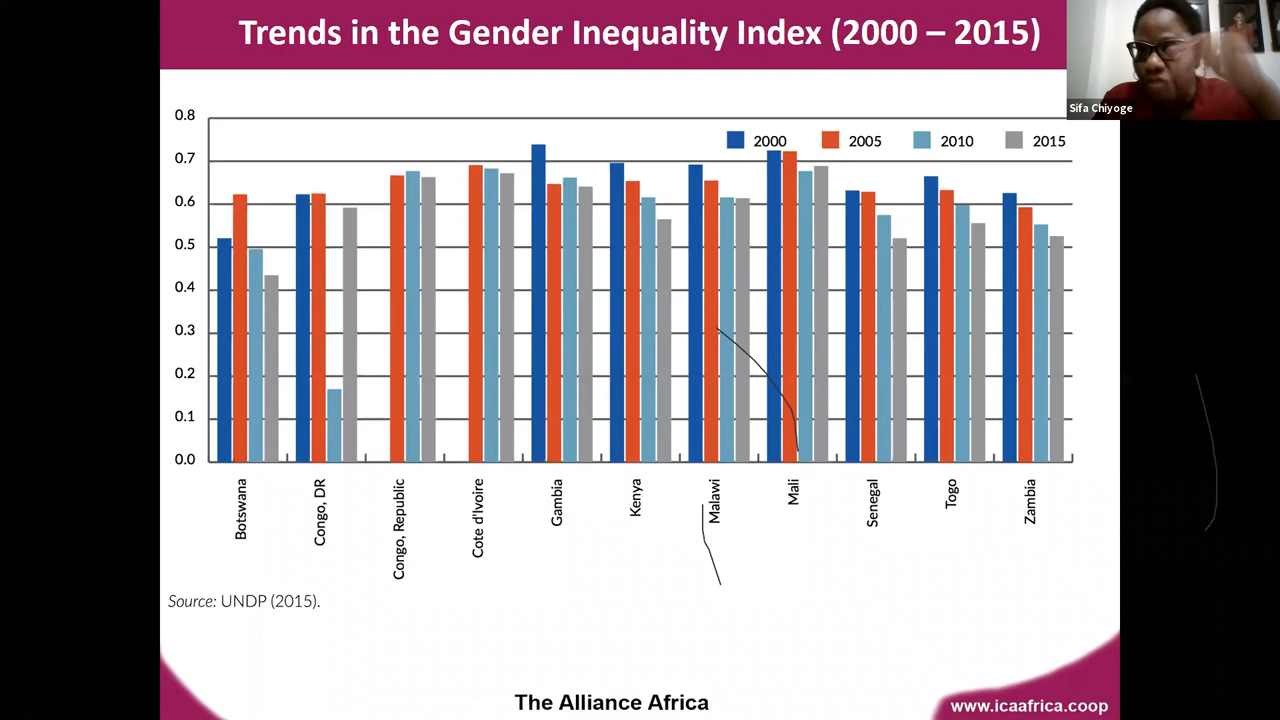 Trends in the Gender Inequality Index (2000 – 2015)
Sifa Chiyoge
2000 2005 2010 2015
0.8
0.7
0.6
0.5
0.4
0.3
0.2
0.1
0.0
Botswana
Congo, DR
Congo, Republic
Cote d'Ivoire
Gambia
Kenya
Malawi
Mali
Senegal
Togo
Zambia
Source: UNDP (2015).
The Alliance Africa
www.icaafrica.coop